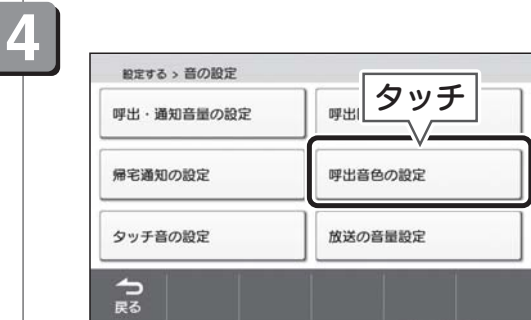 4
設定する > 音の設定
タッチ
呼出・通知音量の設定
呼出
帰宅通知の設定
呼出音色の設定
タッチ音の設定
放送の音量設定
戻る